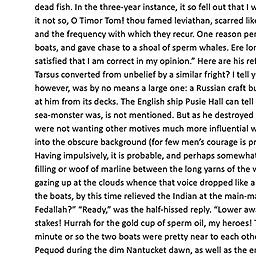 dead fish. In the three-year instance, it so fell out that I w
it not so, O Timor Tom! thou famed leviathan, scarred like
and the frequency with which they recur. One reason per
boats, and gave chase to a shoal of sperm whales. Ere lor
satisfied that I am correct in my opinion.” Here are his ref
Tarsus converted from unbelief by a similar fright? I tell y
however, was by no means a large one: a Russian craft bu
at him from its decks. The English ship Pusie Hall can tell
sea-monster was, is not mentioned. But as he destroyed
were not wanting other motives much more influential w
into the obscure background (for few men’s courage is pr
Having impulsively, it is probable, and perhaps somewhat
filling or woof of marline between the long yarns of the w
gazing up at the clouds whence that voice dropped like a
the boats, by this time relieved the Indian at the main-ma
Fedallah?” “Ready,” was the half-hissed reply. “Lower aw
stakes! Hurrah for the gold cup of sperm oil, my heroes! T
minute or so the two boats were pretty near to each othe
Pequod during the dim Nantucket dawn, as well as the en